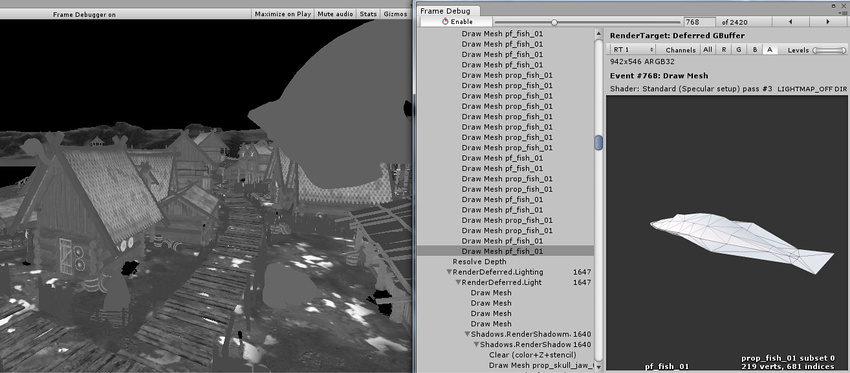 Frame Debugger on
Maximize on Play
Mute audio
Stats
Gizmos
Frame Debug
Enable
768
of 2420
Draw Mesh pf_fish_01
Draw Mesh pf_fish_01
Draw Mesh pf_fish_01
Draw Mesh pf_fish_01
Draw Mesh prop_fish_01
Draw Mesh prop_fish_01
Draw Mesh prop_fish_01
Draw Mesh prop_fish_01
Draw Mesh prop_fish_01
Draw Mesh prop_fish_01
Draw Mesh prop_fish_01
Draw Mesh prop_fish_01
Draw Mesh pf_fish_01
Draw Mesh prop_fish_01
Draw Mesh pf_fish_01
Draw Mesh prop_fish_01
Draw Mesh pf_fish_01
Draw Mesh pf_fish_01
Draw Mesh prop_fish_01
Draw Mesh prop_fish_01
Draw Mesh pf_fish_01
Draw Mesh pf_fish_01
Resolve Depth
RenderDeferred.Lighting 1647
RenderDeferred.Light 1647
Draw Mesh
Draw Mesh
Draw Mesh
Draw Mesh
Shadows.RenderShadowm 1640
Shadows.RenderShadow 1640
Clear (color+Z+stencil)
Draw Mesh prop_skull_jaw_
RenderTarget: Deferred GBuffer
RT 1 Channels All R G B A Levels
942x546 ARGB32
Event #768: Draw Mesh
Shader: Standard (Specular setup) pass #3 LIGHTMAP_OFF DIR
prop_fish_01 subset 0
pf_fish_01 219 verts, 681 indices